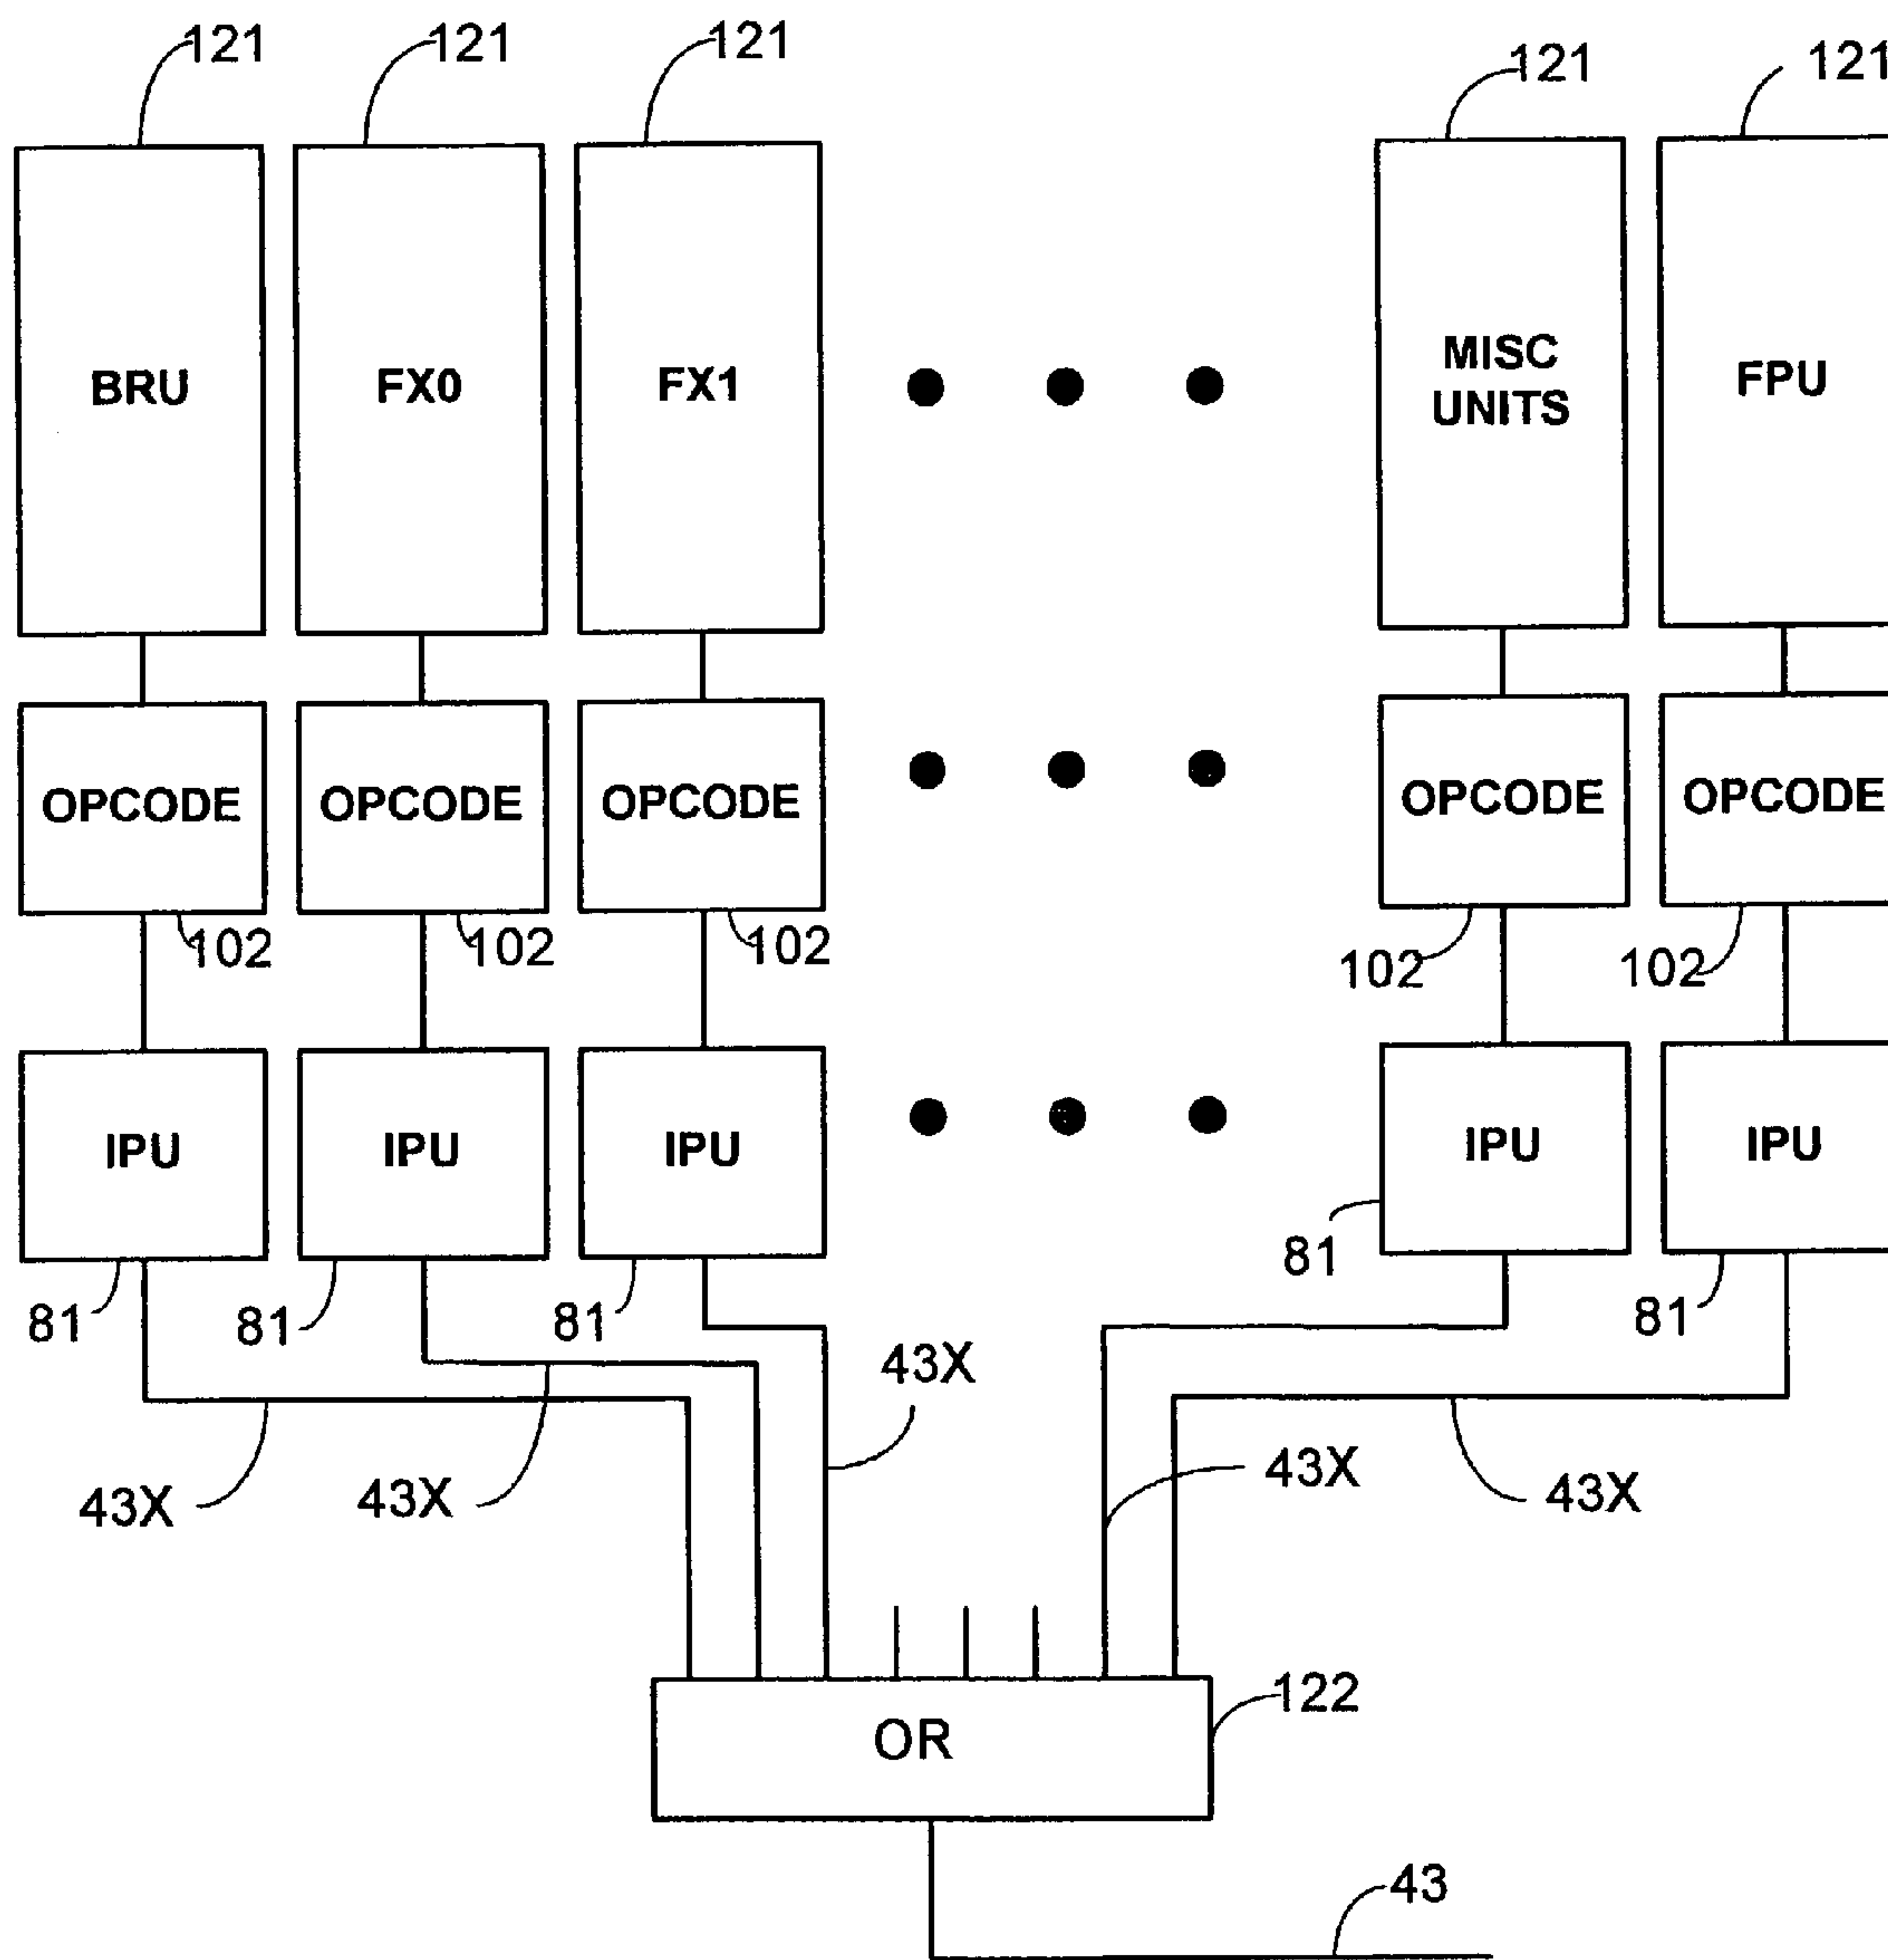 121 121 121 121 121
BRU FX0 FX1 MISC UNITS FPU
OPCODE OPCODE OPCODE OPCODE OPCODE
102 102 102 102 102
IPU IPU IPU IPU IPU
81 81 81 81 81
43X 43X 43X 43X 43X
122
OR
43